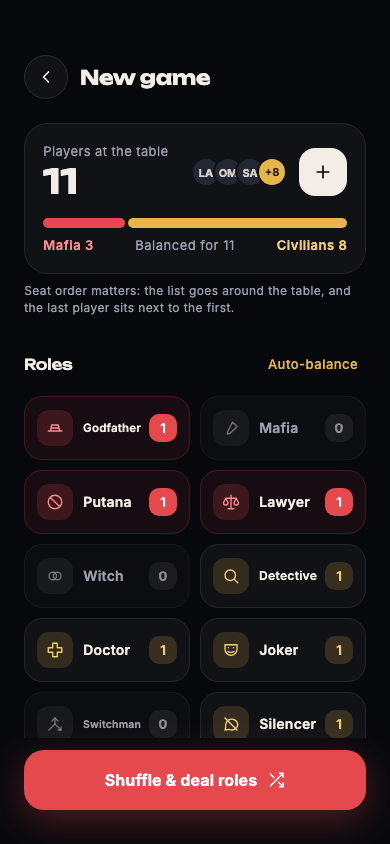 New game
Players at the table
11
LA OM SA +8
Mafia 3 Balanced for 11 Civilians 8
Seat order matters: the list goes around the table, and
the last player sits next to the first.
Roles Auto-balance
Godfather 1 Mafia 0
Putana 1 Lawyer 1
Witch 0 Detective 1
Doctor 1 Joker 1
Switchman 0 Silencer 1
Shuffle & deal roles